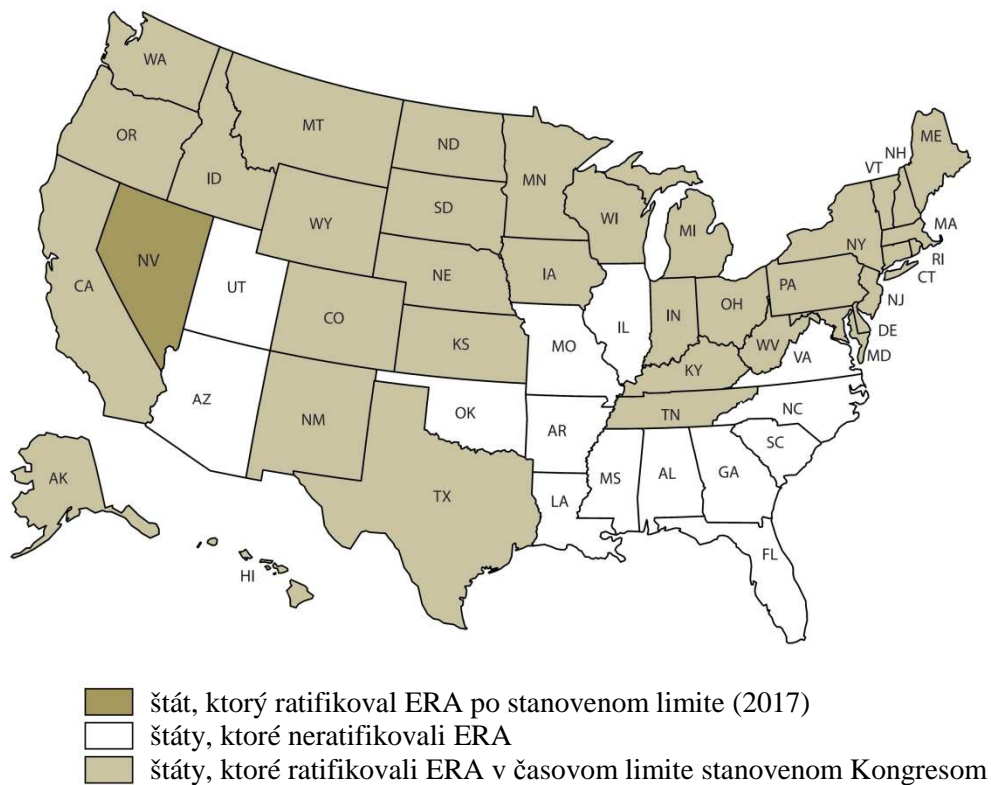 WA
OR
CA
NV
ID
MT
WY
UT
AZ
CO
NM
ND
SD
NE
KS
OK
TX
MN
IA
MO
AR
LA
WI
IL
MI
IN
OH
KY
TN
MS
AL
GA
FL
SC
NC
VA
WV
PA
NY
VT
NH
ME
MA
RI
CT
NJ
DE
MD
AK
HI
štát, ktorý ratifikoval ERA po stanovenom limite (2017)
štáty, ktoré neratifikovali ERA
štáty, ktoré ratifikovali ERA v časovom limite stanovenom Kongresom